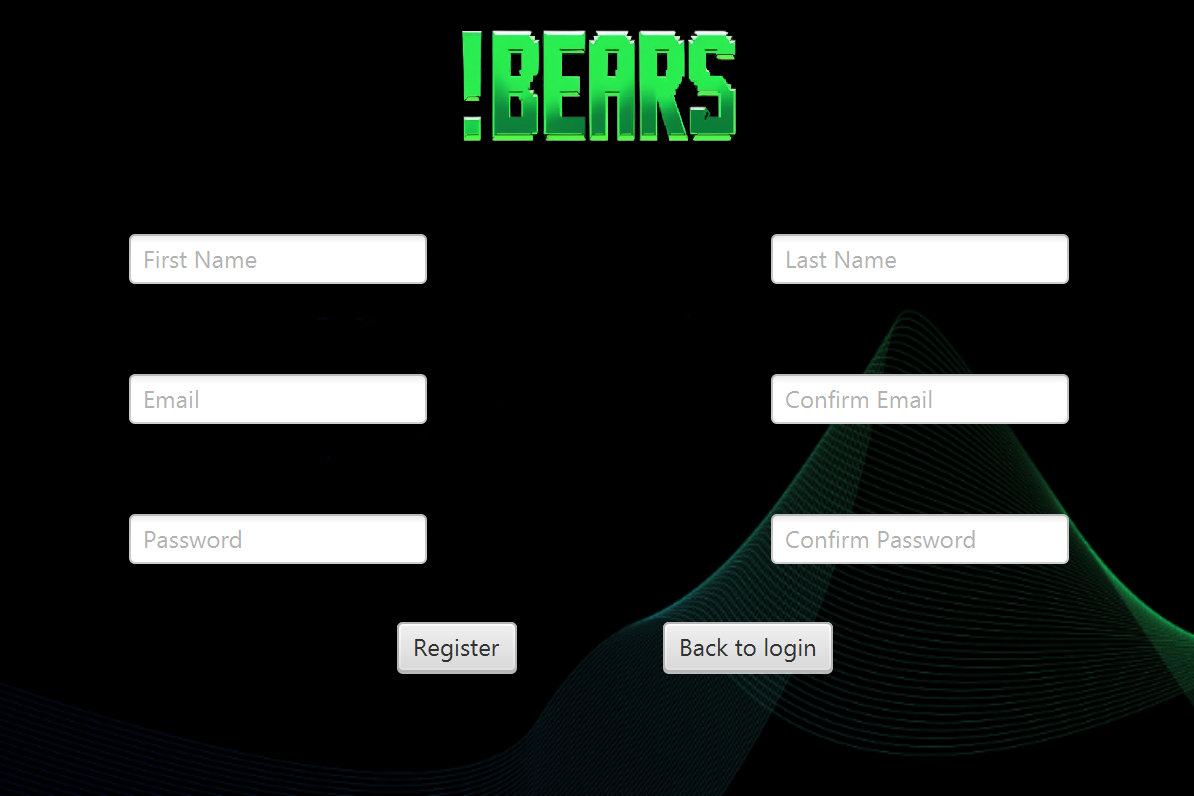 !BEARS
First Name
Last Name
Email
Confirm Email
Password
Confirm Password
Register
Back to login